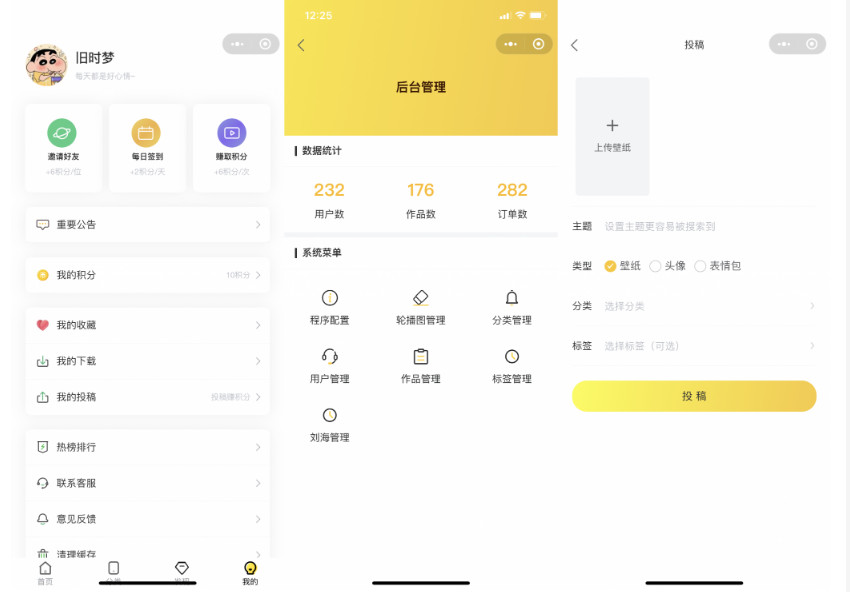 旧时梦
每天都是好心情~
邀请好友
+6积分/位
每日签到
+2积分/天
赚取积分
+6积分/次
重要公告
我的积分
10积分
我的收藏
我的下载
我的投稿
投稿赚积分
热榜排行
联系客服
意见反馈
清理缓存
首页
分类
我的
12:25
后台管理
数据统计
232
176
282
用户数
作品数
订单数
系统菜单
程序配置
轮播图管理
分类管理
用户管理
作品管理
标签管理
刘海管理
投稿
上传壁纸
主题 设置主题更容易被搜索到
类型 壁纸 头像 表情包
分类 选择分类
标签 选择标签（可选）
投稿